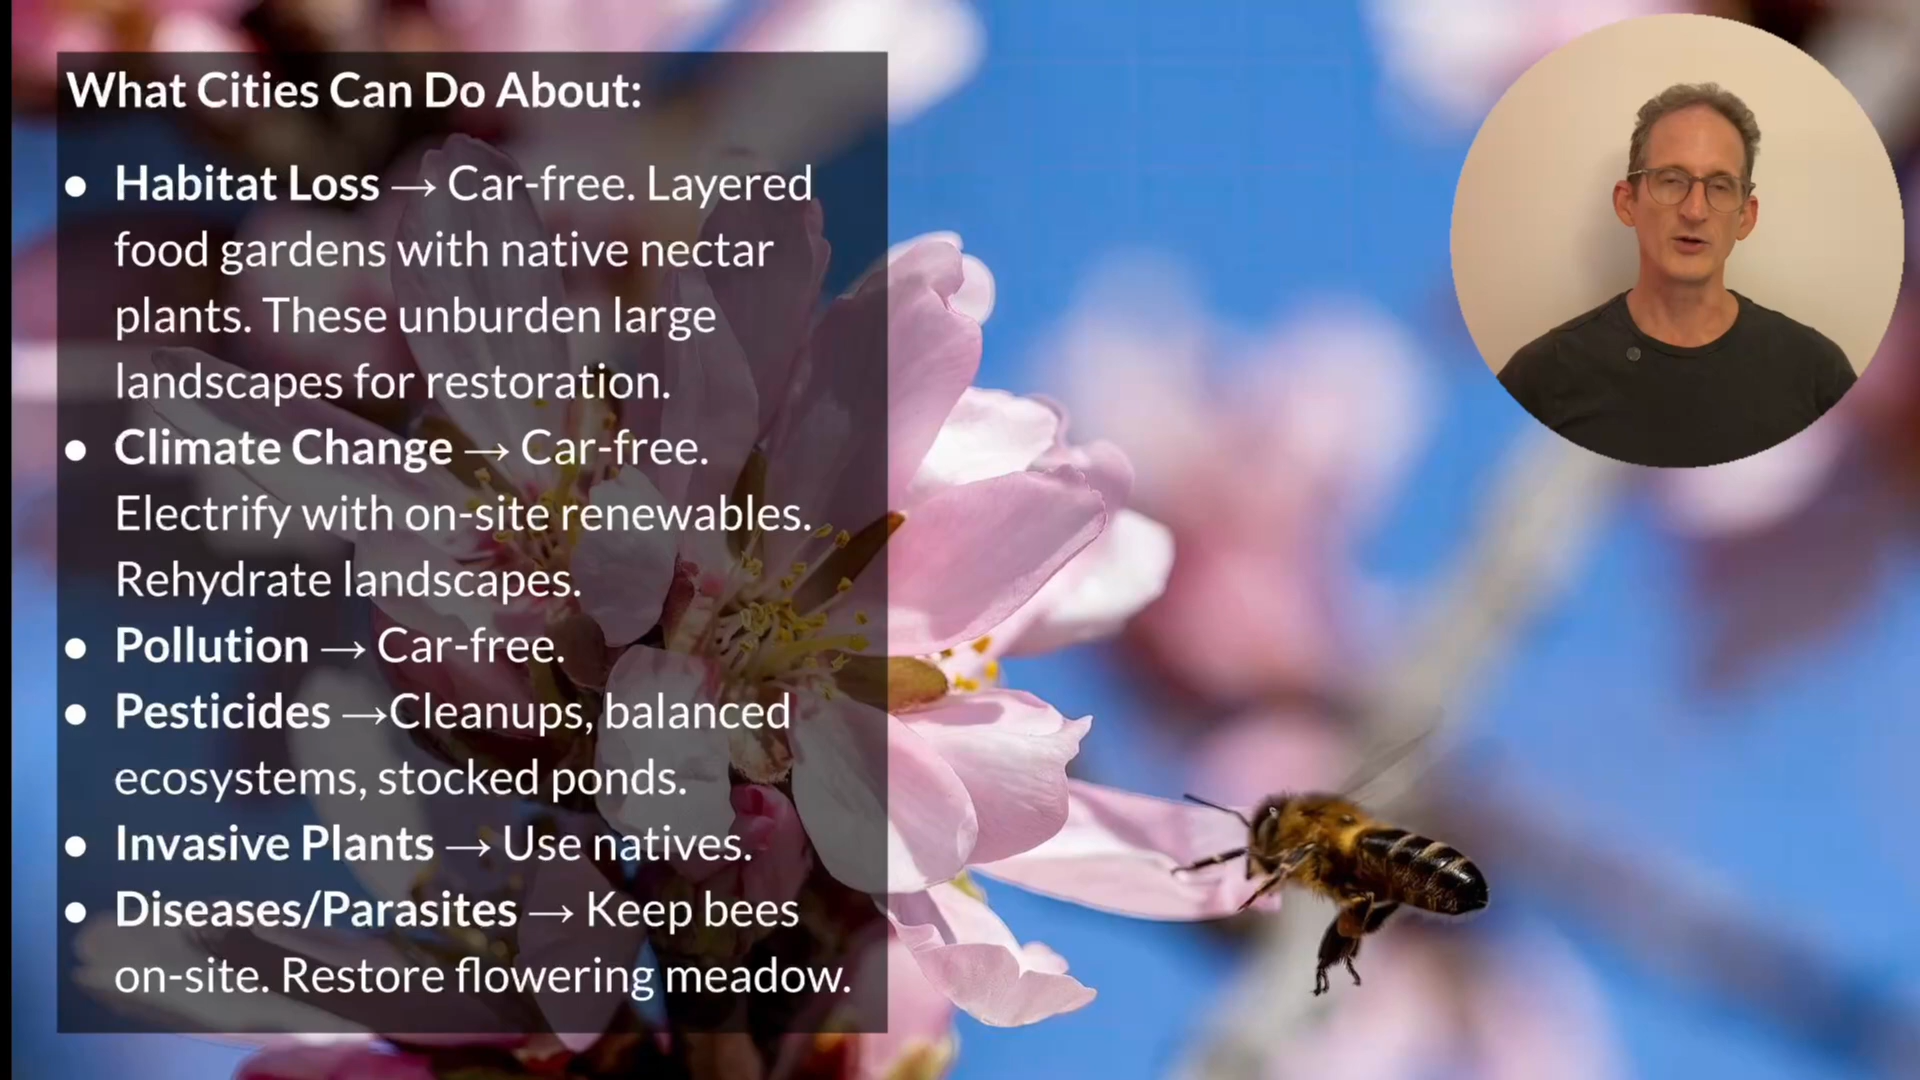 What Cities Can Do About:
● Habitat Loss → Car-free. Layered
food gardens with native nectar
plants. These unburden large
landscapes for restoration.
● Climate Change → Car-free.
Electrify with on-site renewables.
Rehydrate landscapes.
● Pollution → Car-free.
● Pesticides →Cleanups, balanced
ecosystems, stocked ponds.
● Invasive Plants → Use natives.
● Diseases/Parasites → Keep bees
on-site. Restore flowering meadow.